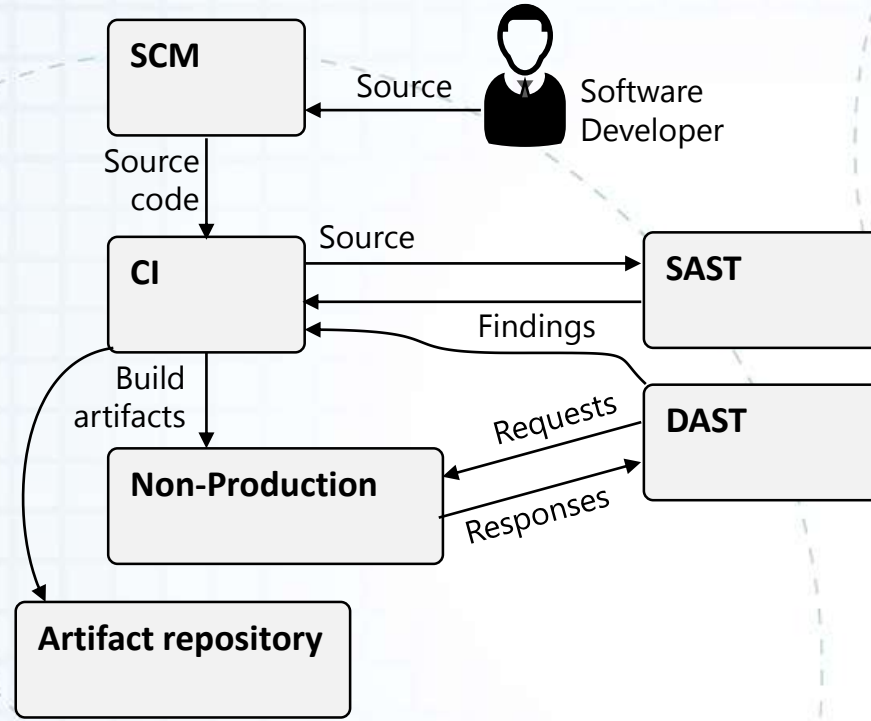 SCM
Source
Software
Developer
Source
code
CI
Source
SAST
Findings
Build
artifacts
Requests
DAST
Non-Production
Responses
Artifact repository